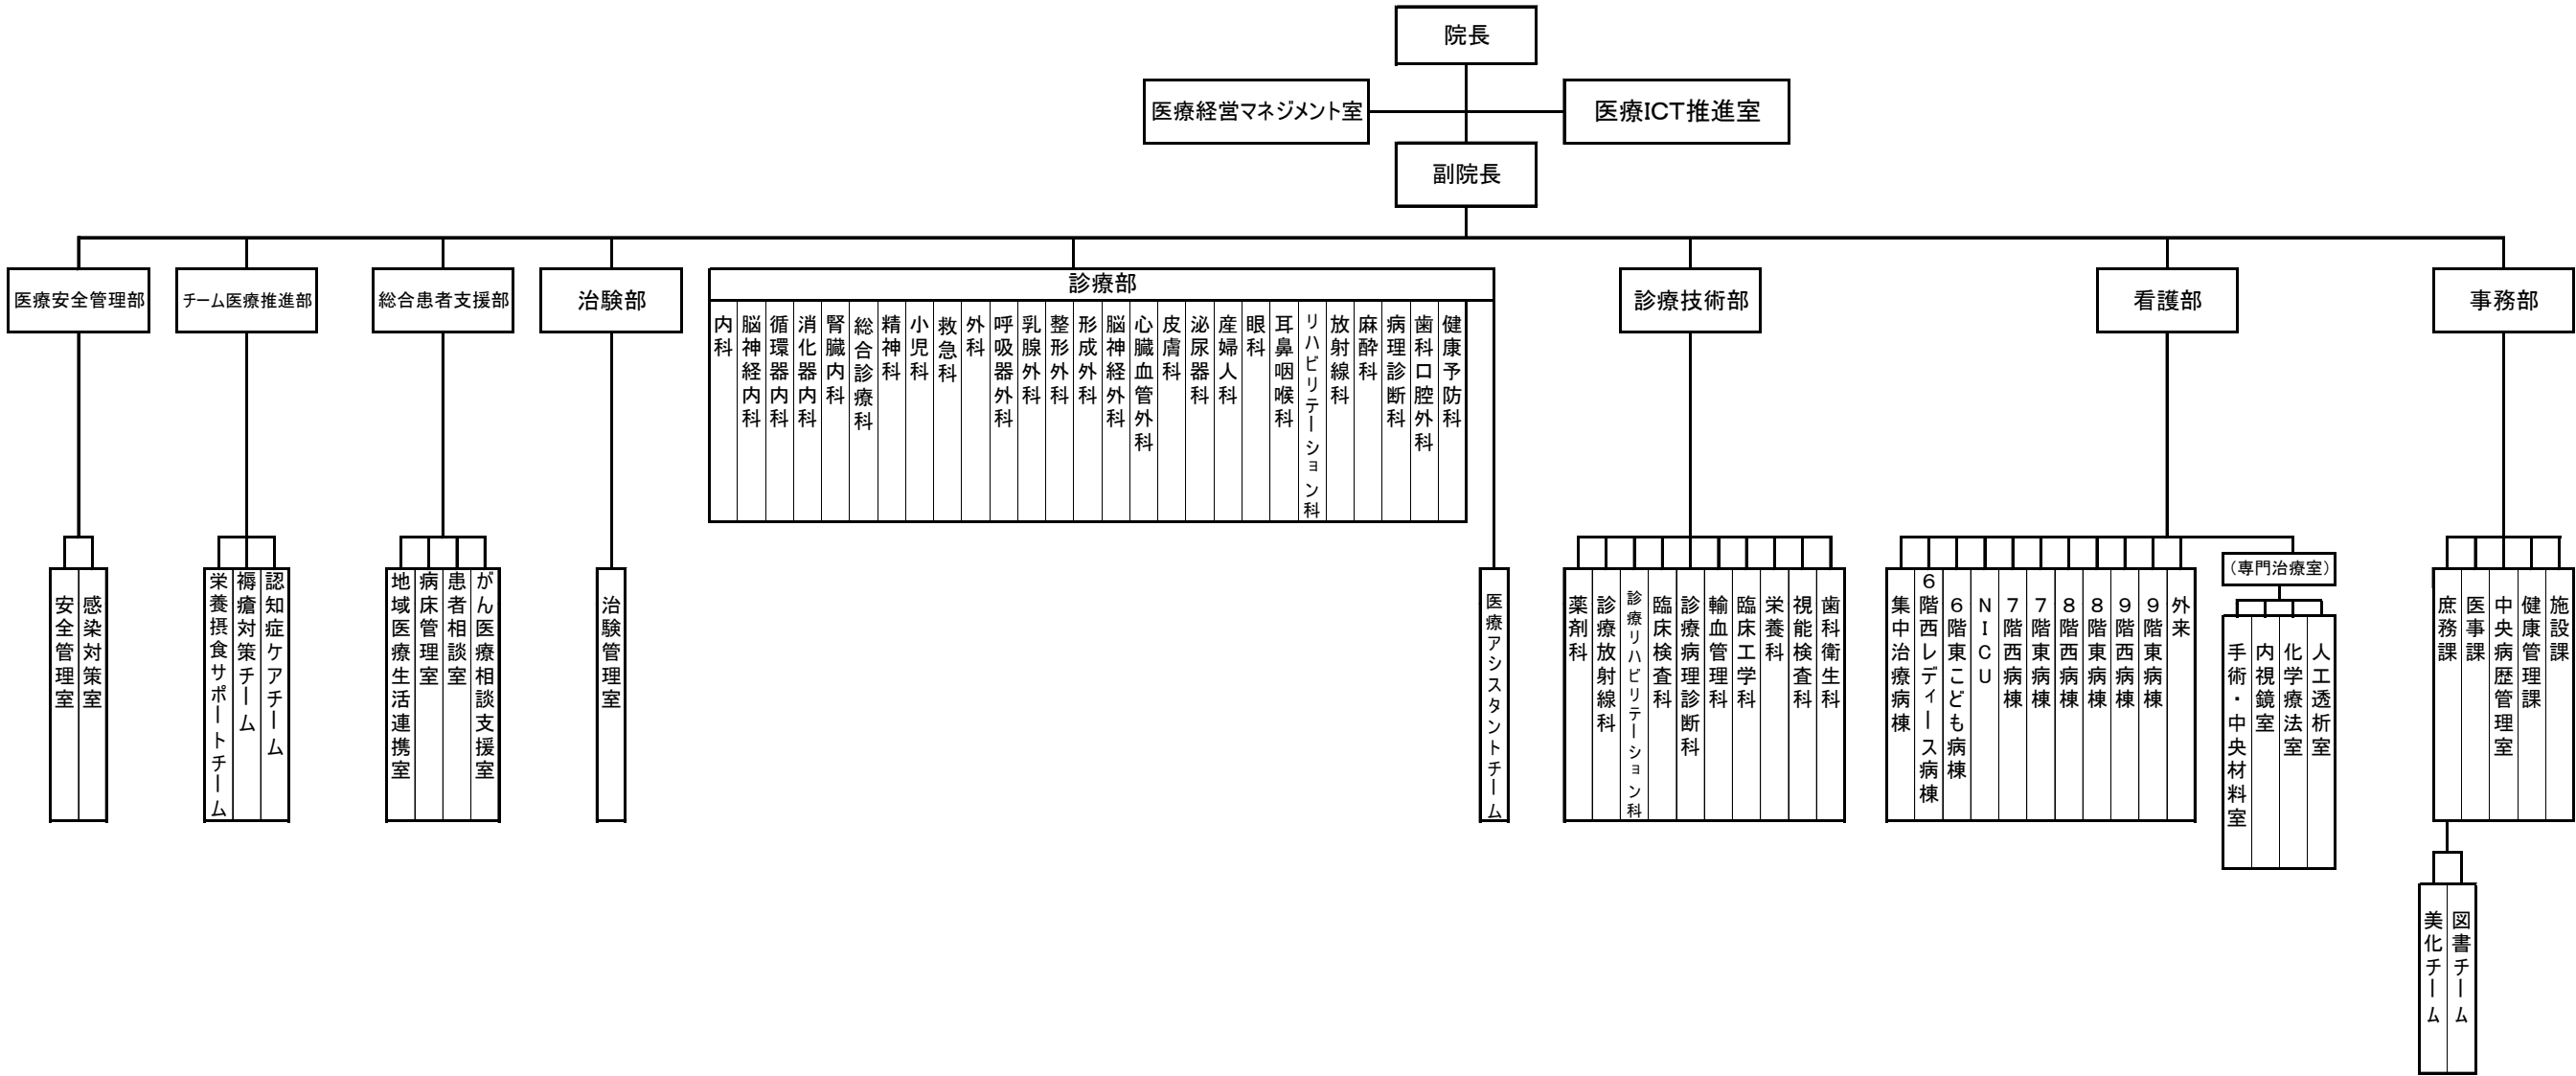 院長
医療経営マネジメント室
医療ICT推進室
副院長
医療安全管理部
チーム医療推進部
総合患者支援部
治験部
診療部
診療技術部
看護部
事務部
内科
脳神経内科
循環器内科
消化器内科
腎臓内科
総合診療科
精神科
小児科
救急科
外科
呼吸器外科
乳腺外科
整形外科
形成外科
脳神経外科
心臓血管外科
皮膚科
泌尿器科
産婦人科
眼科
耳鼻咽喉科
リハビリテーション科
放射線科
麻酔科
病理診断科
歯科口腔外科
健康予防科
安全管理室
感染対策室
栄養摂食サポートチーム
褥瘡対策チーム
認知症ケアチーム
地域医療生活連携室
病床管理室
患者相談室
がん医療相談支援室
治験管理室
医療アシスタントチーム
薬剤科
診療放射線科
診療リハビリテーション科
臨床検査科
診療病理診断科
輸血管理科
臨床工学科
栄養科
視能検査科
歯科衛生科
集中治療病棟
６階西レディース病棟
６階東こども病棟
ＮＩＣＵ
７階西病棟
７階東病棟
８階西病棟
８階東病棟
９階西病棟
９階東病棟
外来
（専門治療室）
手術・中央材料室
内視鏡室
化学療法室
人工透析室
庶務課
医事課
中央病歴管理室
健康管理課
施設課
美化チーム
図書チーム